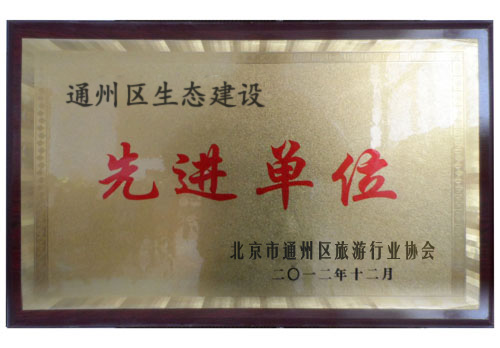 通州区生态建设
先进单位
北京市通州区旅游行业协会
二〇一二年十二月